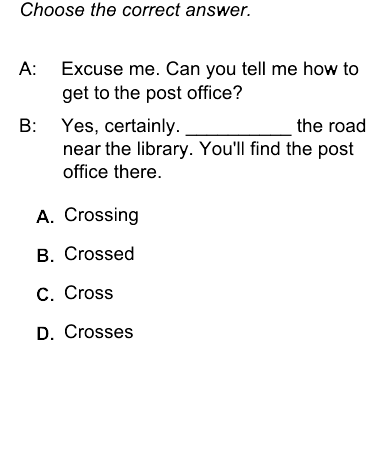 Choose the correct answer.
A: Excuse me. Can you tell me how to
get to the post office?
B: Yes, certainly. ___________ the road
near the library. You'll find the post
office there.
A. Crossing
B. Crossed
C. Cross
D. Crosses